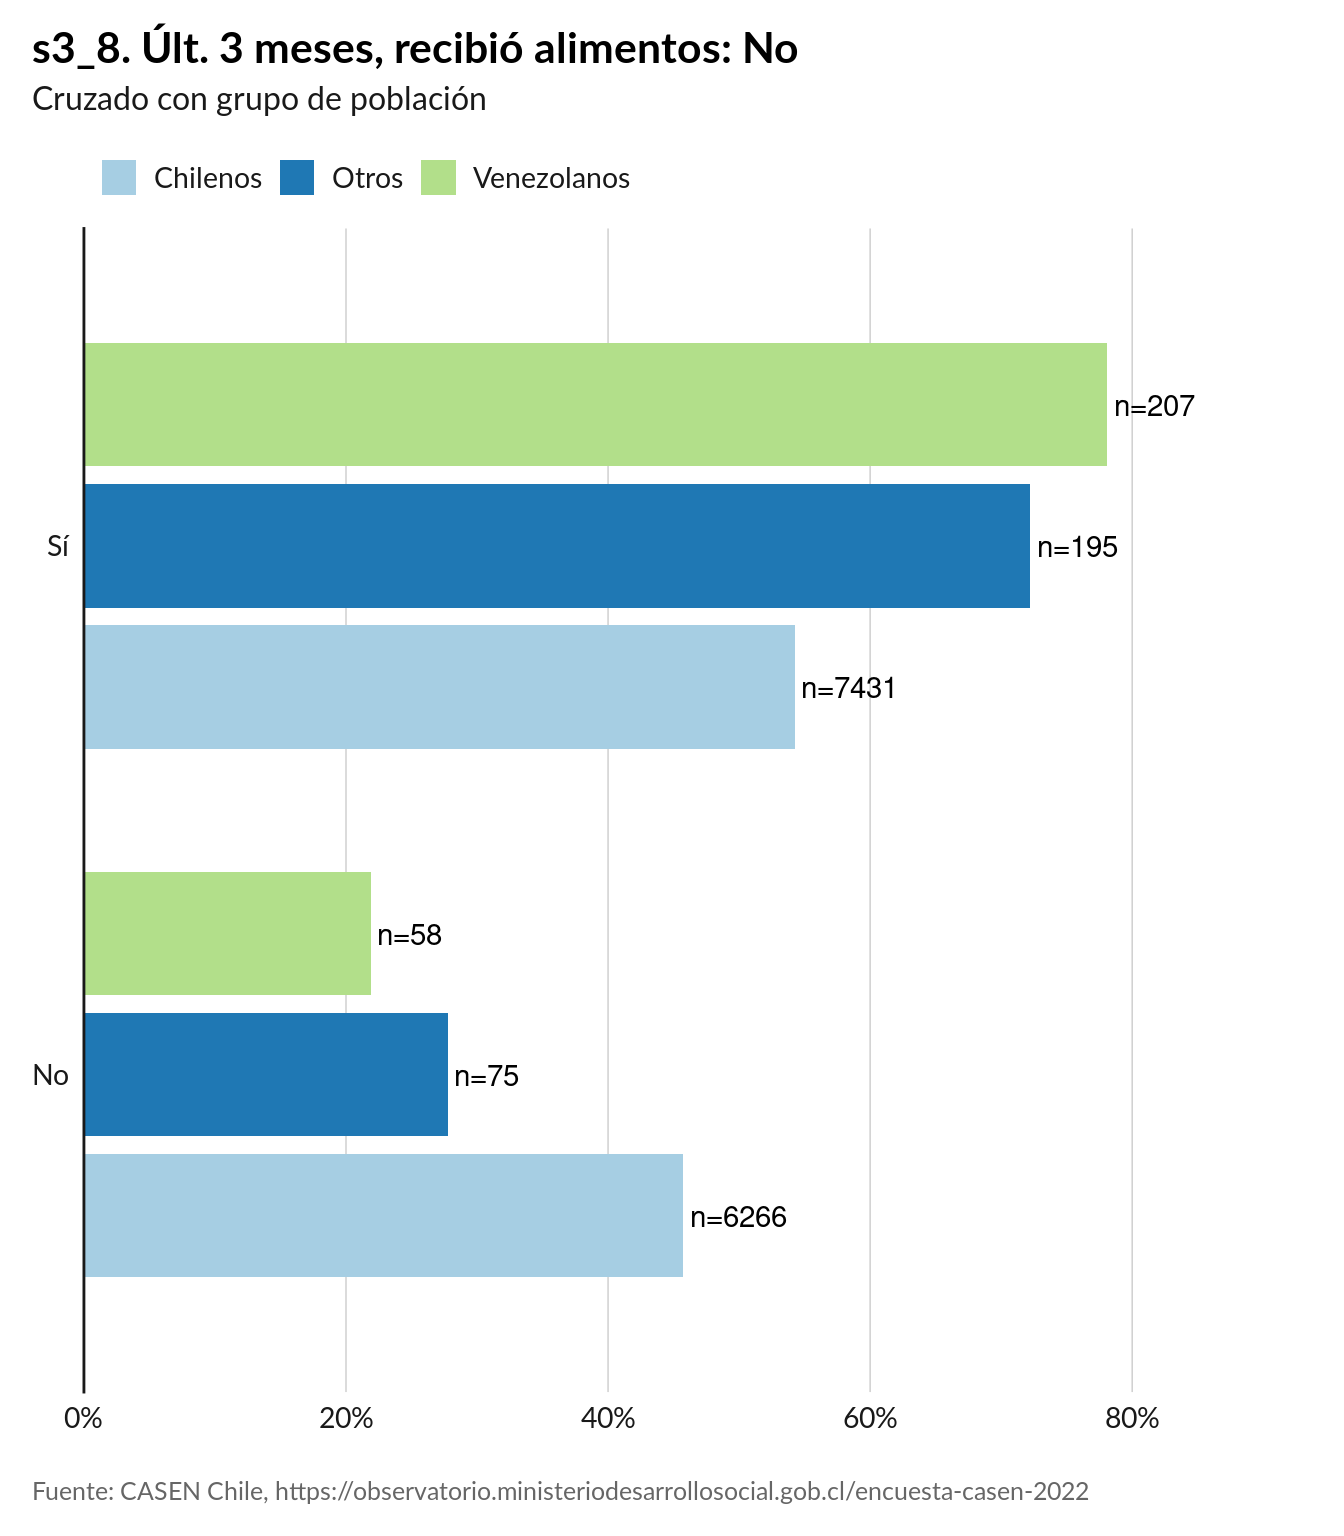 s3_8. Últ. 3 meses, recibió alimentos: No
Cruzado con grupo de población
Chilenos Otros Venezolanos
n=207
Sí
n=195
n=7431
n=58
No
n=75
n=6266
0% 20% 40% 60% 80%
Fuente: CASEN Chile, https://observatorio.ministeriodesarrollosocial.gob.cl/encuesta-casen-2022